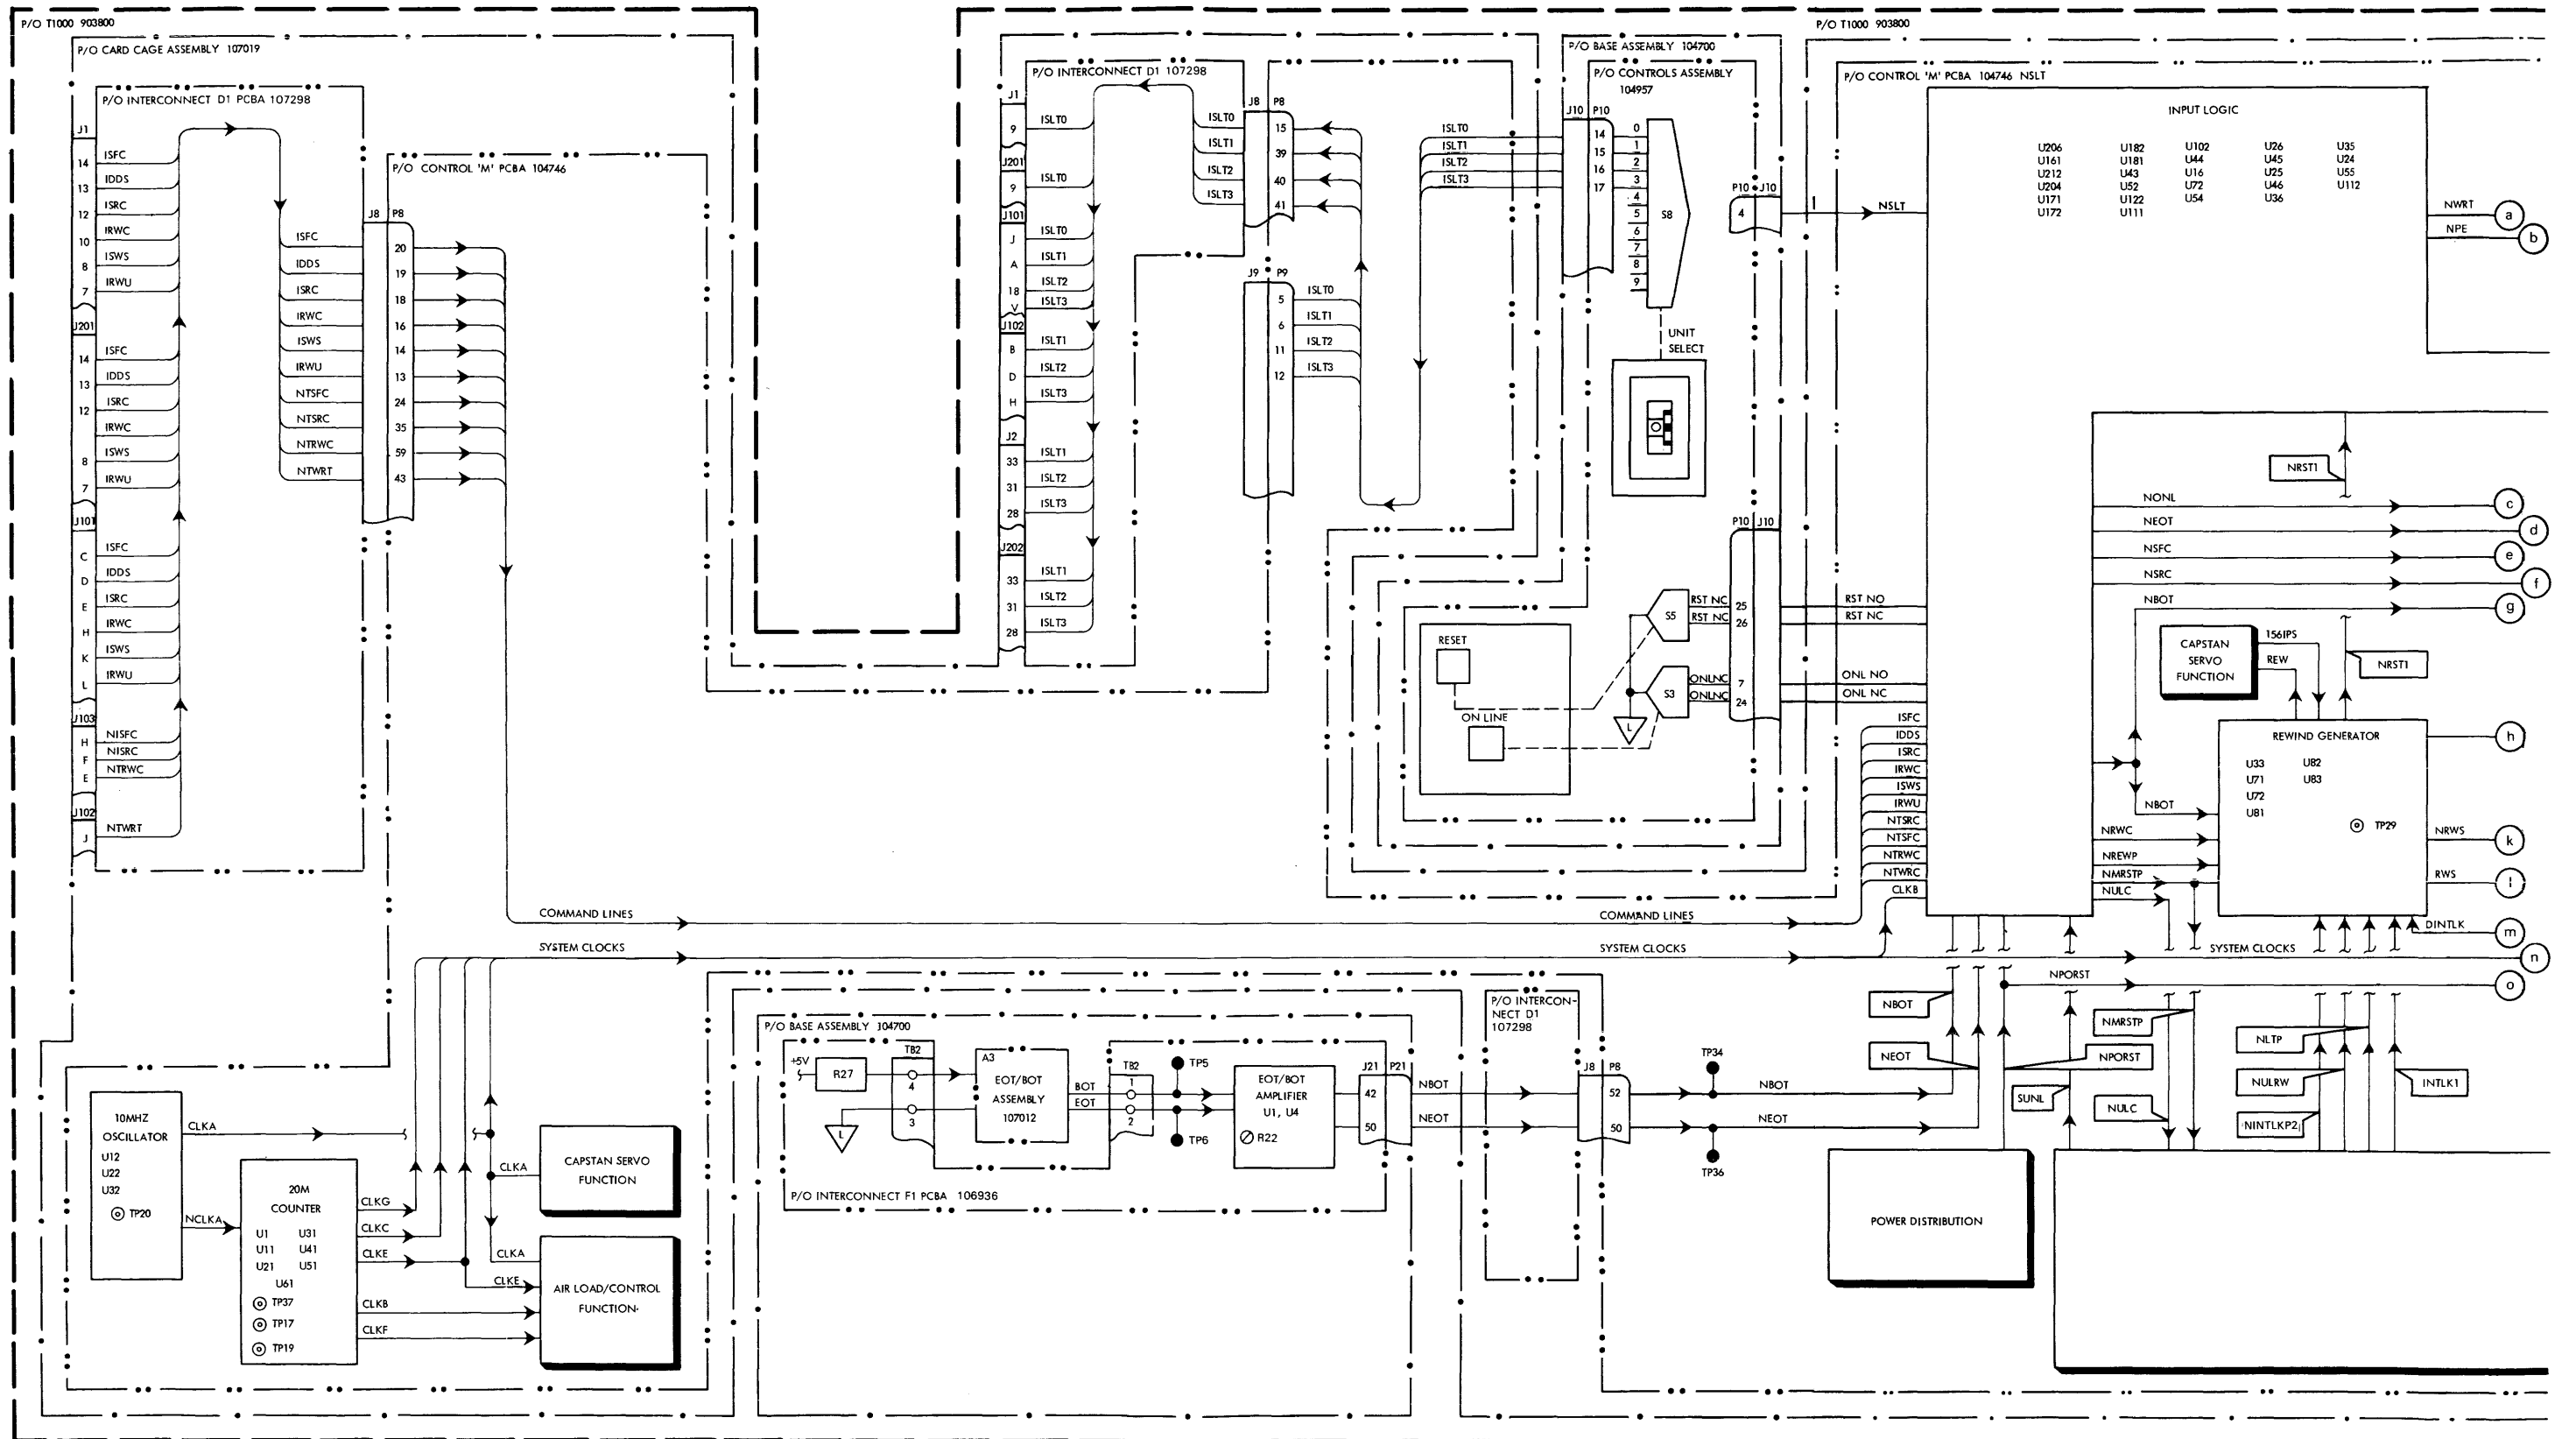 P/O T1000 903800
P/O CARD CAGE ASSEMBLY 107019
P/O INTERCONNECT D1 PCBA 107298
J1
14 ISFC
13 IDDS
12 ISRC
10 IRWC
8 ISWS
7 IRWU
J201
14 ISFC
13 IDDS
12 ISRC
IRWC
8 ISWS
7 IRWU
J101
C ISFC
D IDDS
E ISRC
H IRWC
K ISWS
L IRWU
J103
H NISFC
F NISRC
E NTRWC
J102
J NTWRT
P/O CONTROL 'M' PCBA 104746
J8 P8
ISFC 20
IDDS 19
ISRC 18
IRWC 16
ISWS 14
IRWU 13
NTSFC 24
NTSRC 35
NTRWC 59
NTWRT 43
P/O INTERCONNECT D1 107298
J1
9 ISLT0
J201
9 ISLT0
J101
J ISLT0
A ISLT1
18 ISLT2
V ISLT3
J102
B ISLT1
D ISLT2
H ISLT3
J2
33 ISLT1
31 ISLT2
28 ISLT3
J202
33 ISLT1
31 ISLT2
28 ISLT3
J8 P8
ISLT0 15
ISLT1 39
ISLT2 40
ISLT3 41
J9 P9
5 ISLT0
6 ISLT1
11 ISLT2
12 ISLT3
ISLT0
ISLT1
ISLT2
ISLT3
P/O BASE ASSEMBLY 104700
P/O CONTROLS ASSEMBLY
104957
J10 P10
14
15
16
17
0
1
2
3
4
5
6
7
8
9
S8
UNIT
SELECT
P10 J10
4
NSLT
P10 J10
S5 RST NC 25 RST NO
RST NC 26 RST NC
S3 ONLNC 7 ONL NO
ONLNC 24 ONL NC
L
RESET
ON LINE
P/O T1000 903800
P/O CONTROL 'M' PCBA 104746 NSLT
INPUT LOGIC
U206 U182 U102 U26 U35
U161 U181 U44 U45 U24
U212 U43 U16 U25 U55
U204 U52 U72 U46 U112
U171 U122 U54 U36
U172 U111
NWRT a
NPE b
NRST1
NONL c
NEOT d
NSFC e
NSRC f
NBOT g
CAPSTAN
SERVO
FUNCTION
156IPS
REW
NRST1
REWIND GENERATOR
U33 U82
U71 U83
U72
U81
TP29
h
NBOT
NRWC
NREWP
NMRSTP
NULC
NRWS k
RWS l
DINTLK m
ISFC
IDDS
ISRC
IRWC
ISWS
IRWU
NTSRC
NTSFC
NTRWC
NTWRC
CLKB
COMMAND LINES
COMMAND LINES
SYSTEM CLOCKS
SYSTEM CLOCKS
SYSTEM CLOCKS
n
NPORST o
10MHZ
OSCILLATOR
U12
U22
U32
TP20
CLKA
NCLKA
20M
COUNTER
U1 U31
U11 U41
U21 U51
U61
TP37
TP17
TP19
CLKG
CLKC
CLKE
CLKB
CLKF
CLKA
CAPSTAN SERVO
FUNCTION
CLKA
CLKE
AIR LOAD/CONTROL
FUNCTION
P/O BASE ASSEMBLY 104700
+5V
R27
L
TB2
4
3
A3
EOT/BOT
ASSEMBLY
107012
BOT
EOT
TB2
1
2
TP5
TP6
EOT/BOT
AMPLIFIER
U1, U4
R22
J21 P21
42 NBOT
50 NEOT
P/O INTERCONNECT F1 PCBA 106936
P/O INTERCON-
NECT D1
107298
J8 P8
52
50
TP34
NBOT
NEOT
TP36
NBOT
NEOT
NPORST
SUNL
NMRSTP
NULC
NLTP
NULRW
NINTLKP2
INTLK1
POWER DISTRIBUTION